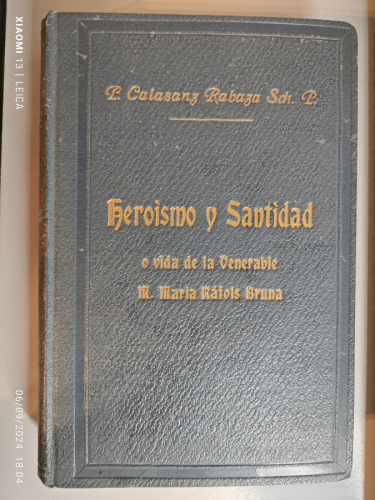 P. Calasanz Rabaza Sch. P.
Heroismo y Santidad
o vida de la Venerable
M. María Ráfols Bruna
XIAOMI 13 | LEICA
06/09/2024 18:04